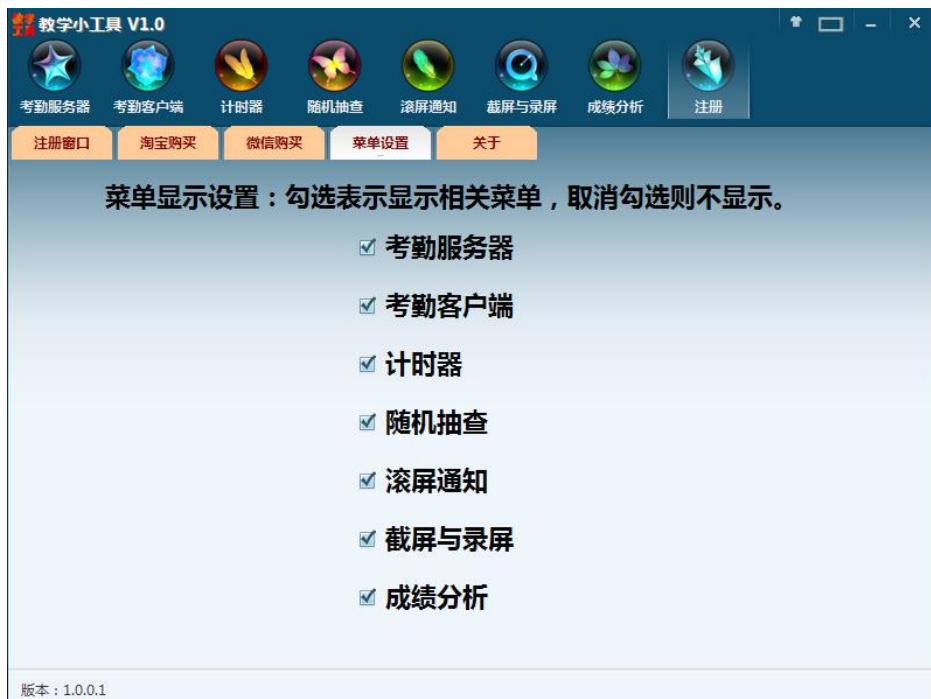 教学小工具 V1.0
考勤服务器 考勤客户端 计时器 随机抽查 滚屏通知 截屏与录屏 成绩分析 注册
注册窗口 淘宝购买 微信购买 菜单设置 关于
菜单显示设置：勾选表示显示相关菜单，取消勾选则不显示。
考勤服务器
考勤客户端
计时器
随机抽查
滚屏通知
截屏与录屏
成绩分析
版本：1.0.0.1